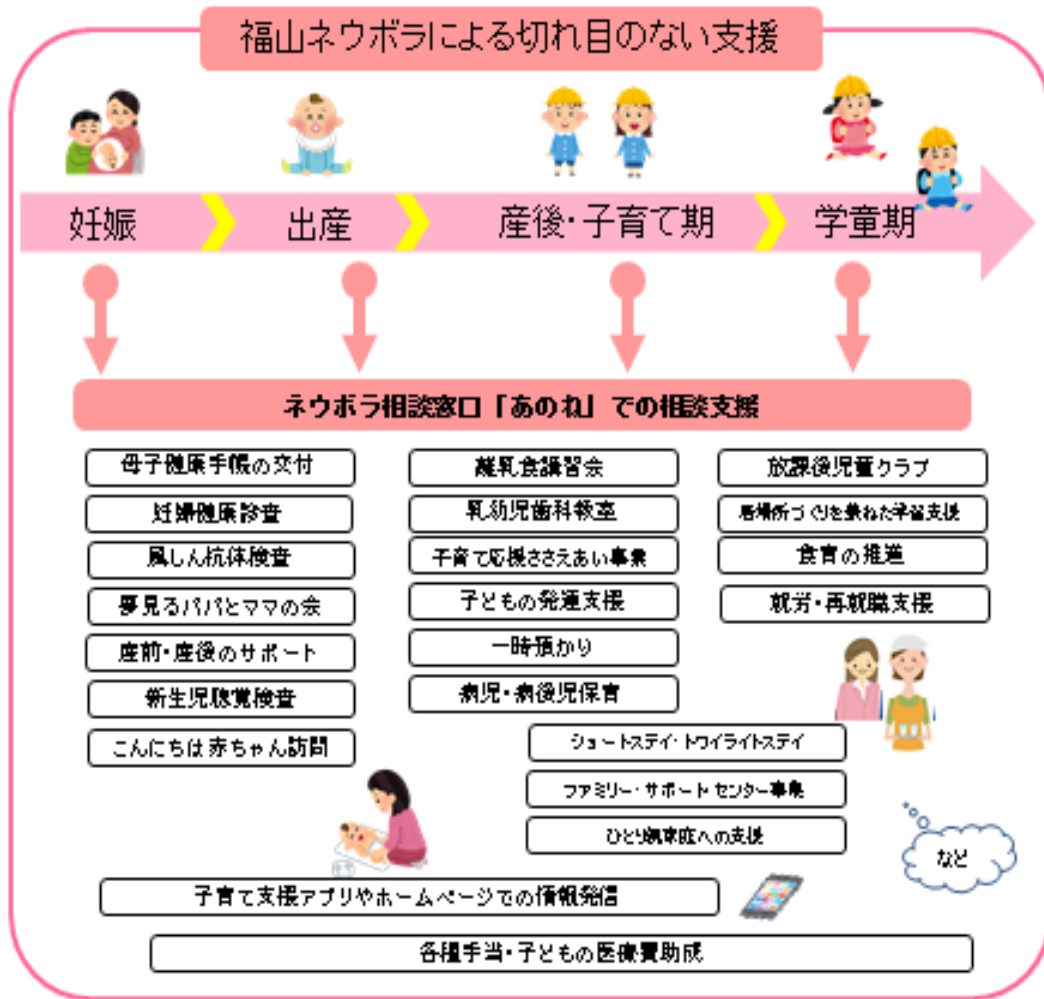 福山ネウボラによる切れ目のない支援
妊娠
出産
産後・子育て期
学童期
ネウボラ相談窓口「あのね」での相談支援
母子健康手帳の交付
妊婦健康診査
風しん抗体検査
夢見るパパとママの会
産前・産後のサポート
新生児聴覚検査
こんにちは赤ちゃん訪問
離乳食講習会
乳幼児歯科教室
子育て応援ささえあい事業
子どもの発達支援
一時預かり
病児・病後児保育
放課後児童クラブ
居場所づくりを兼ねた学習支援
食育の推進
就労・再就職支援
ショートステイ・トワイライトステイ
ファミリー・サポートセンター事業
ひとり親家庭への支援
など
子育て支援アプリやホームページでの情報発信
各種手当・子どもの医療費助成